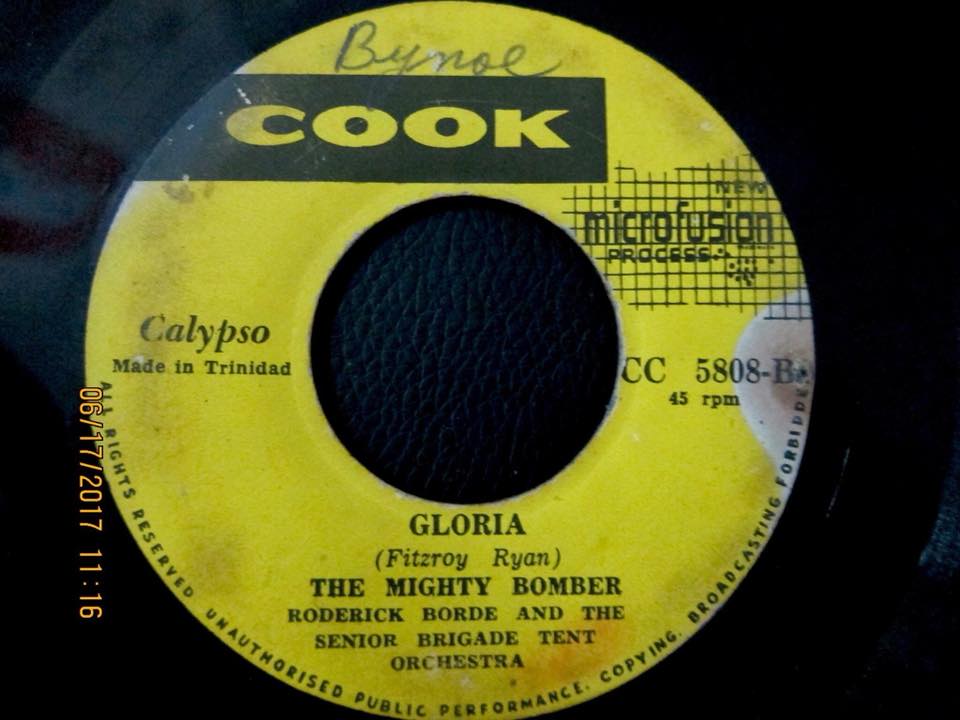 Bynoe
COOK
NEW
microfusion
PROCESS
Calypso
Made in Trinidad
CC 5808-B
45 rpm
GLORIA
(Fitzroy Ryan)
THE MIGHTY BOMBER
RODERICK BORDE AND THE
SENIOR BRIGADE TENT
ORCHESTRA
ALL RIGHTS RESERVED UNAUTHORISED PUBLIC PERFORMANCE. COPYING. BROADCASTING FORBIDDEN
06/17/2017 11:16